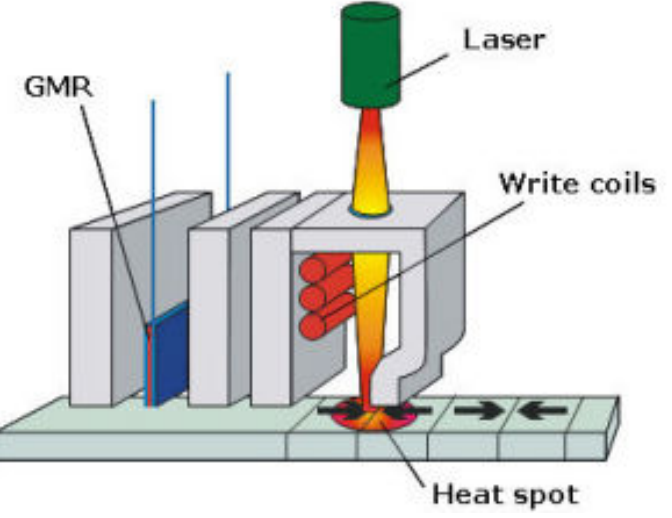 Laser
GMR
Write coils
Heat spot